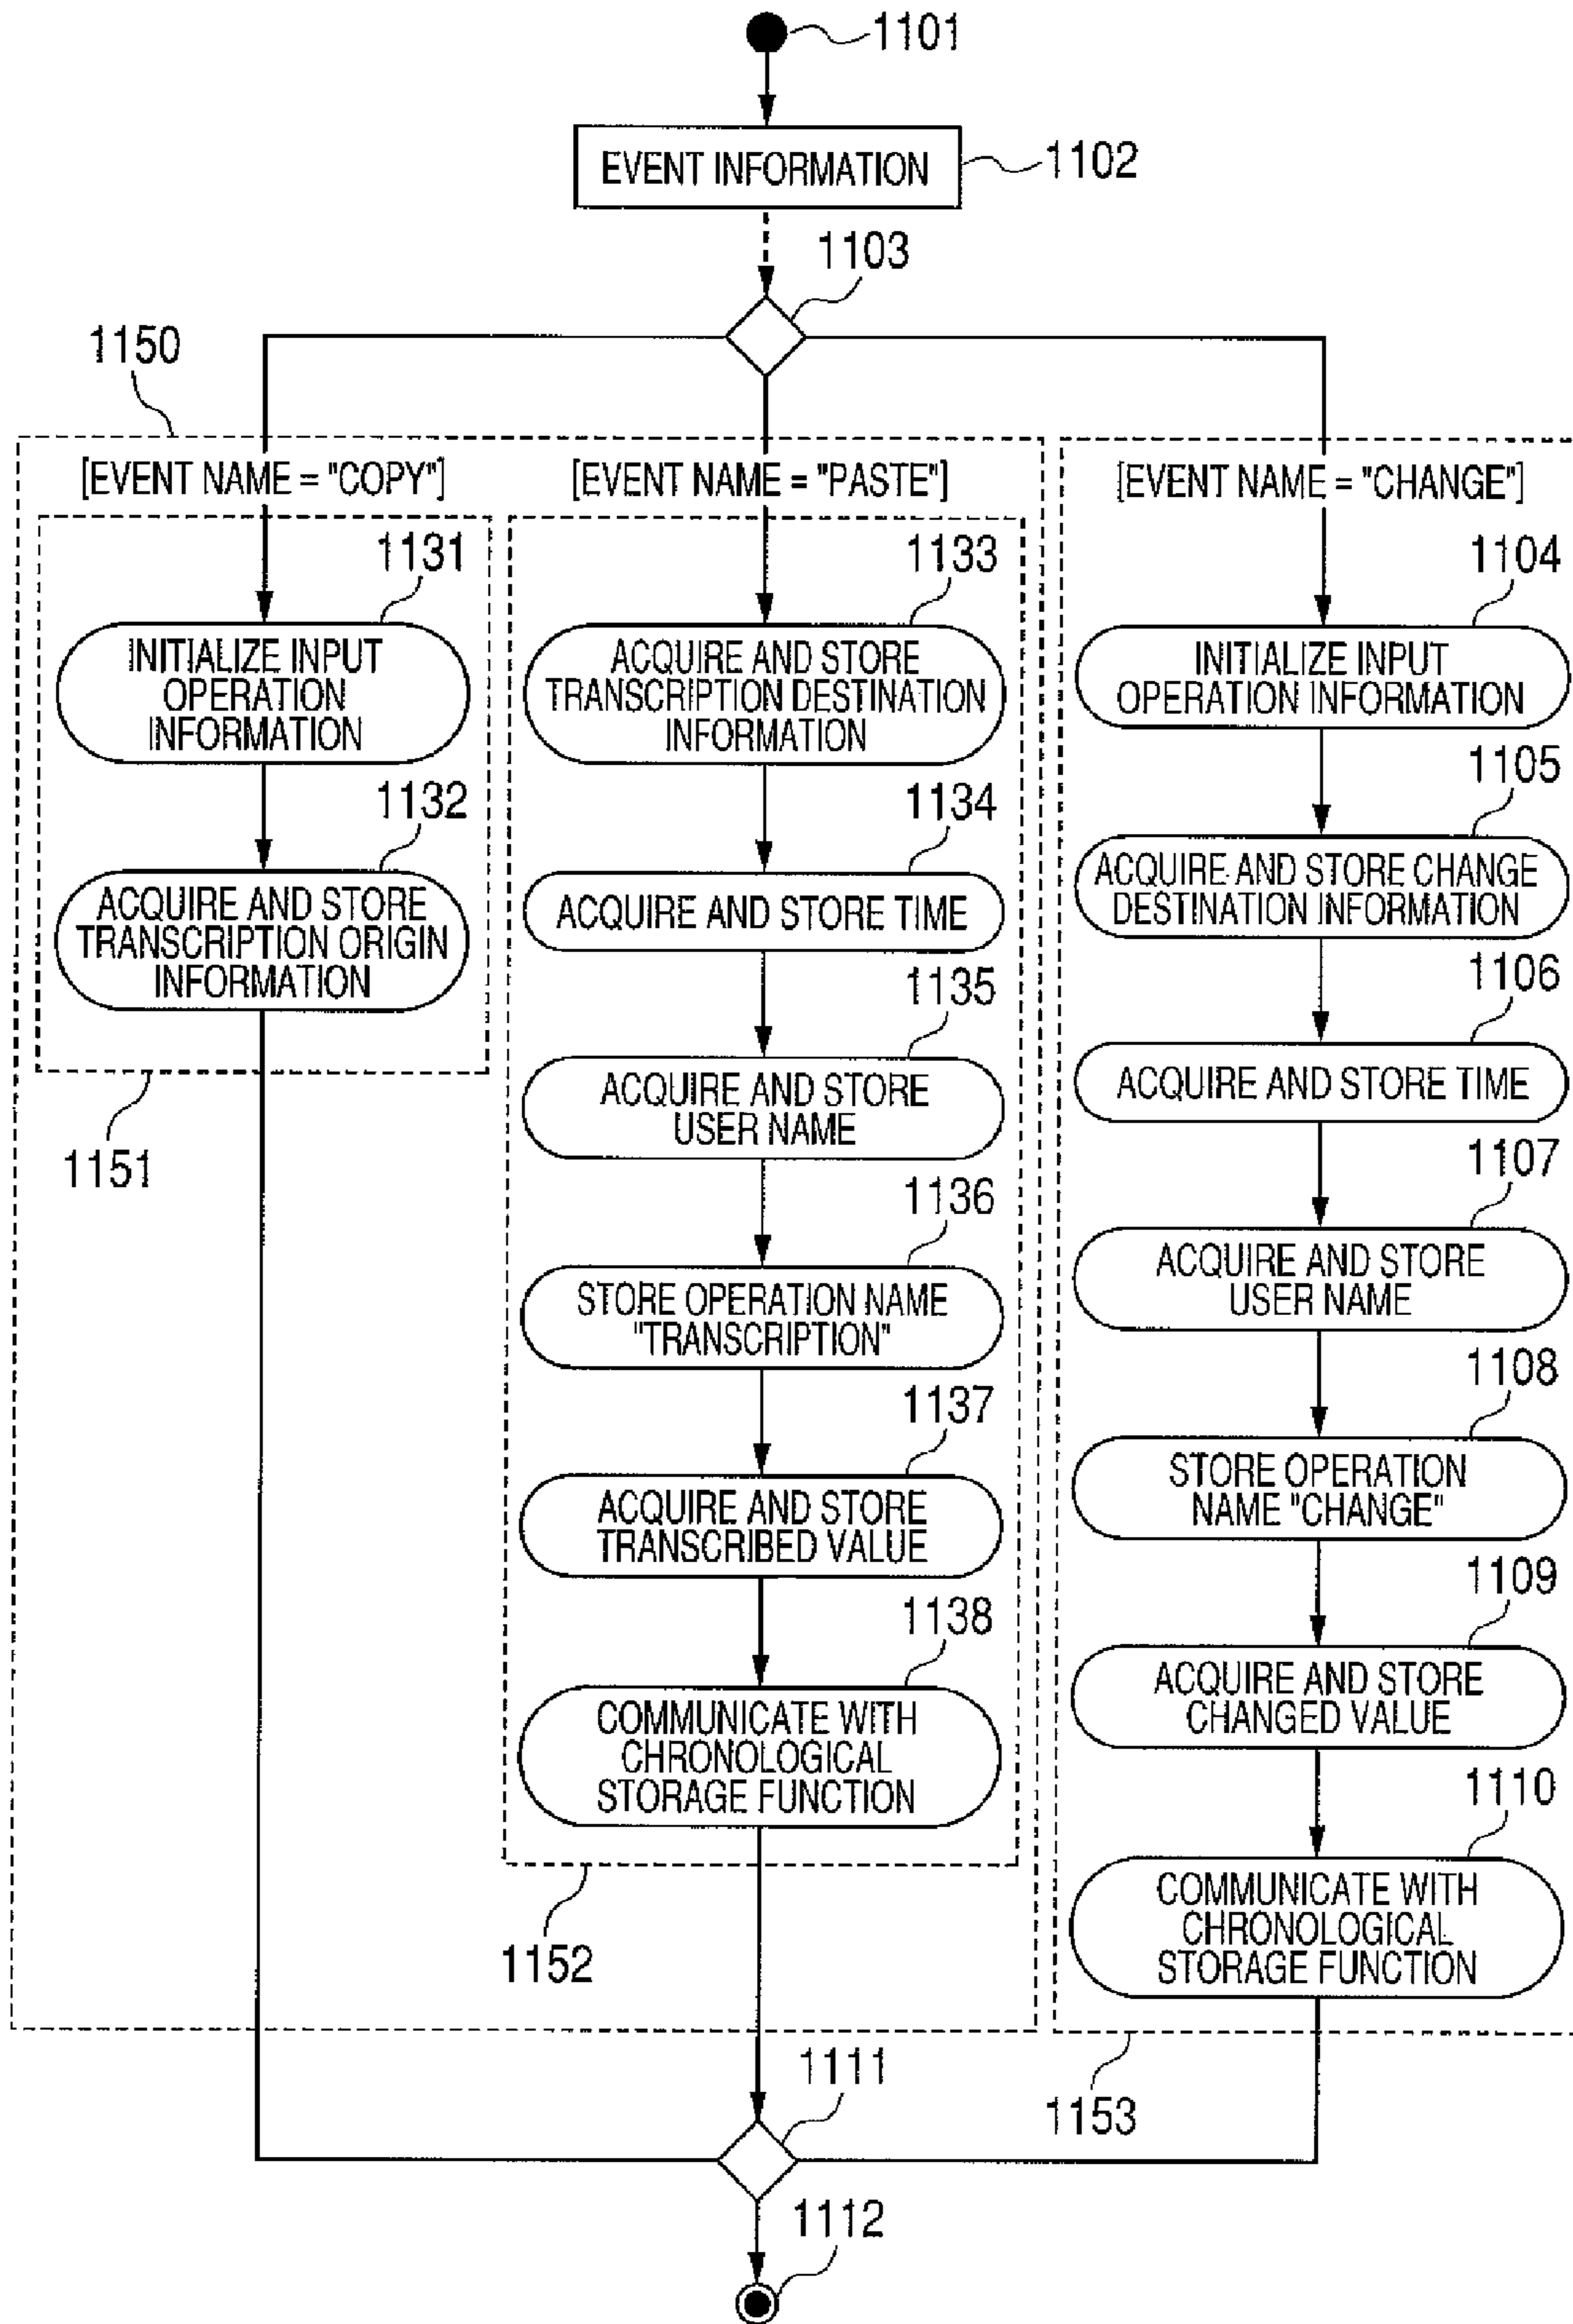 1101
EVENT INFORMATION
1102
1103
1150
[EVENT NAME = "COPY"]
[EVENT NAME = "PASTE"]
[EVENT NAME = "CHANGE"]
1131
INITIALIZE INPUT
OPERATION
INFORMATION
1132
ACQUIRE AND STORE
TRANSCRIPTION ORIGIN
INFORMATION
1151
1133
ACQUIRE AND STORE
TRANSCRIPTION DESTINATION
INFORMATION
1134
ACQUIRE AND STORE TIME
1135
ACQUIRE AND STORE
USER NAME
1136
STORE OPERATION NAME
"TRANSCRIPTION"
1137
ACQUIRE AND STORE
TRANSCRIBED VALUE
1138
COMMUNICATE WITH
CHRONOLOGICAL
STORAGE FUNCTION
1152
1104
INITIALIZE INPUT
OPERATION INFORMATION
1105
ACQUIRE AND STORE CHANGE
DESTINATION INFORMATION
1106
ACQUIRE AND STORE TIME
1107
ACQUIRE AND STORE
USER NAME
1108
STORE OPERATION
NAME "CHANGE"
1109
ACQUIRE AND STORE
CHANGED VALUE
1110
COMMUNICATE WITH
CHRONOLOGICAL
STORAGE FUNCTION
1153
1111
1112